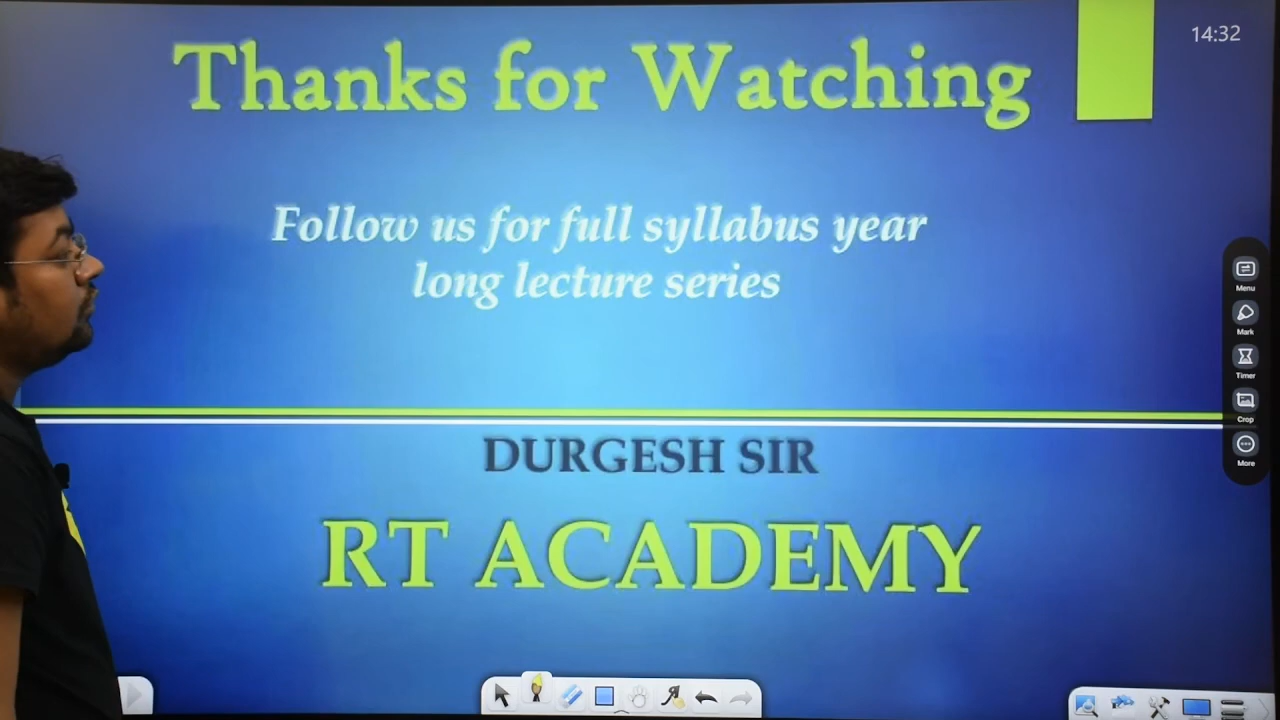 Thanks for Watching
14:32
Follow us for full syllabus year
long lecture series
Menu
Mark
Timer
Crop
More
DURGESH SIR
RT ACADEMY